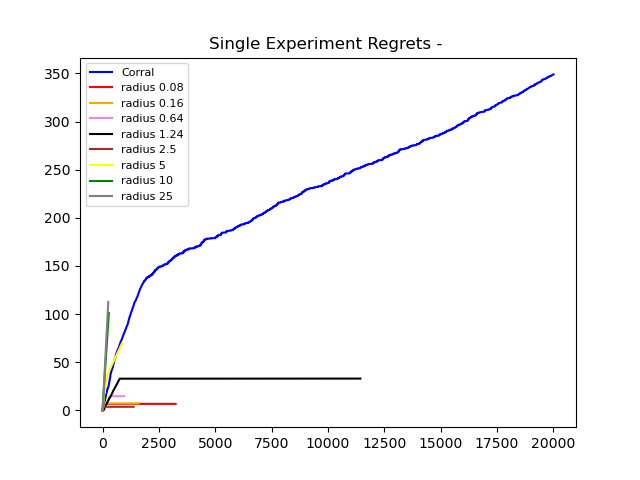 Single Experiment Regrets -
Corral
radius 0.08
radius 0.16
radius 0.64
radius 1.24
radius 2.5
radius 5
radius 10
radius 25
350
300
250
200
150
100
50
0
0 2500 5000 7500 10000 12500 15000 17500 20000